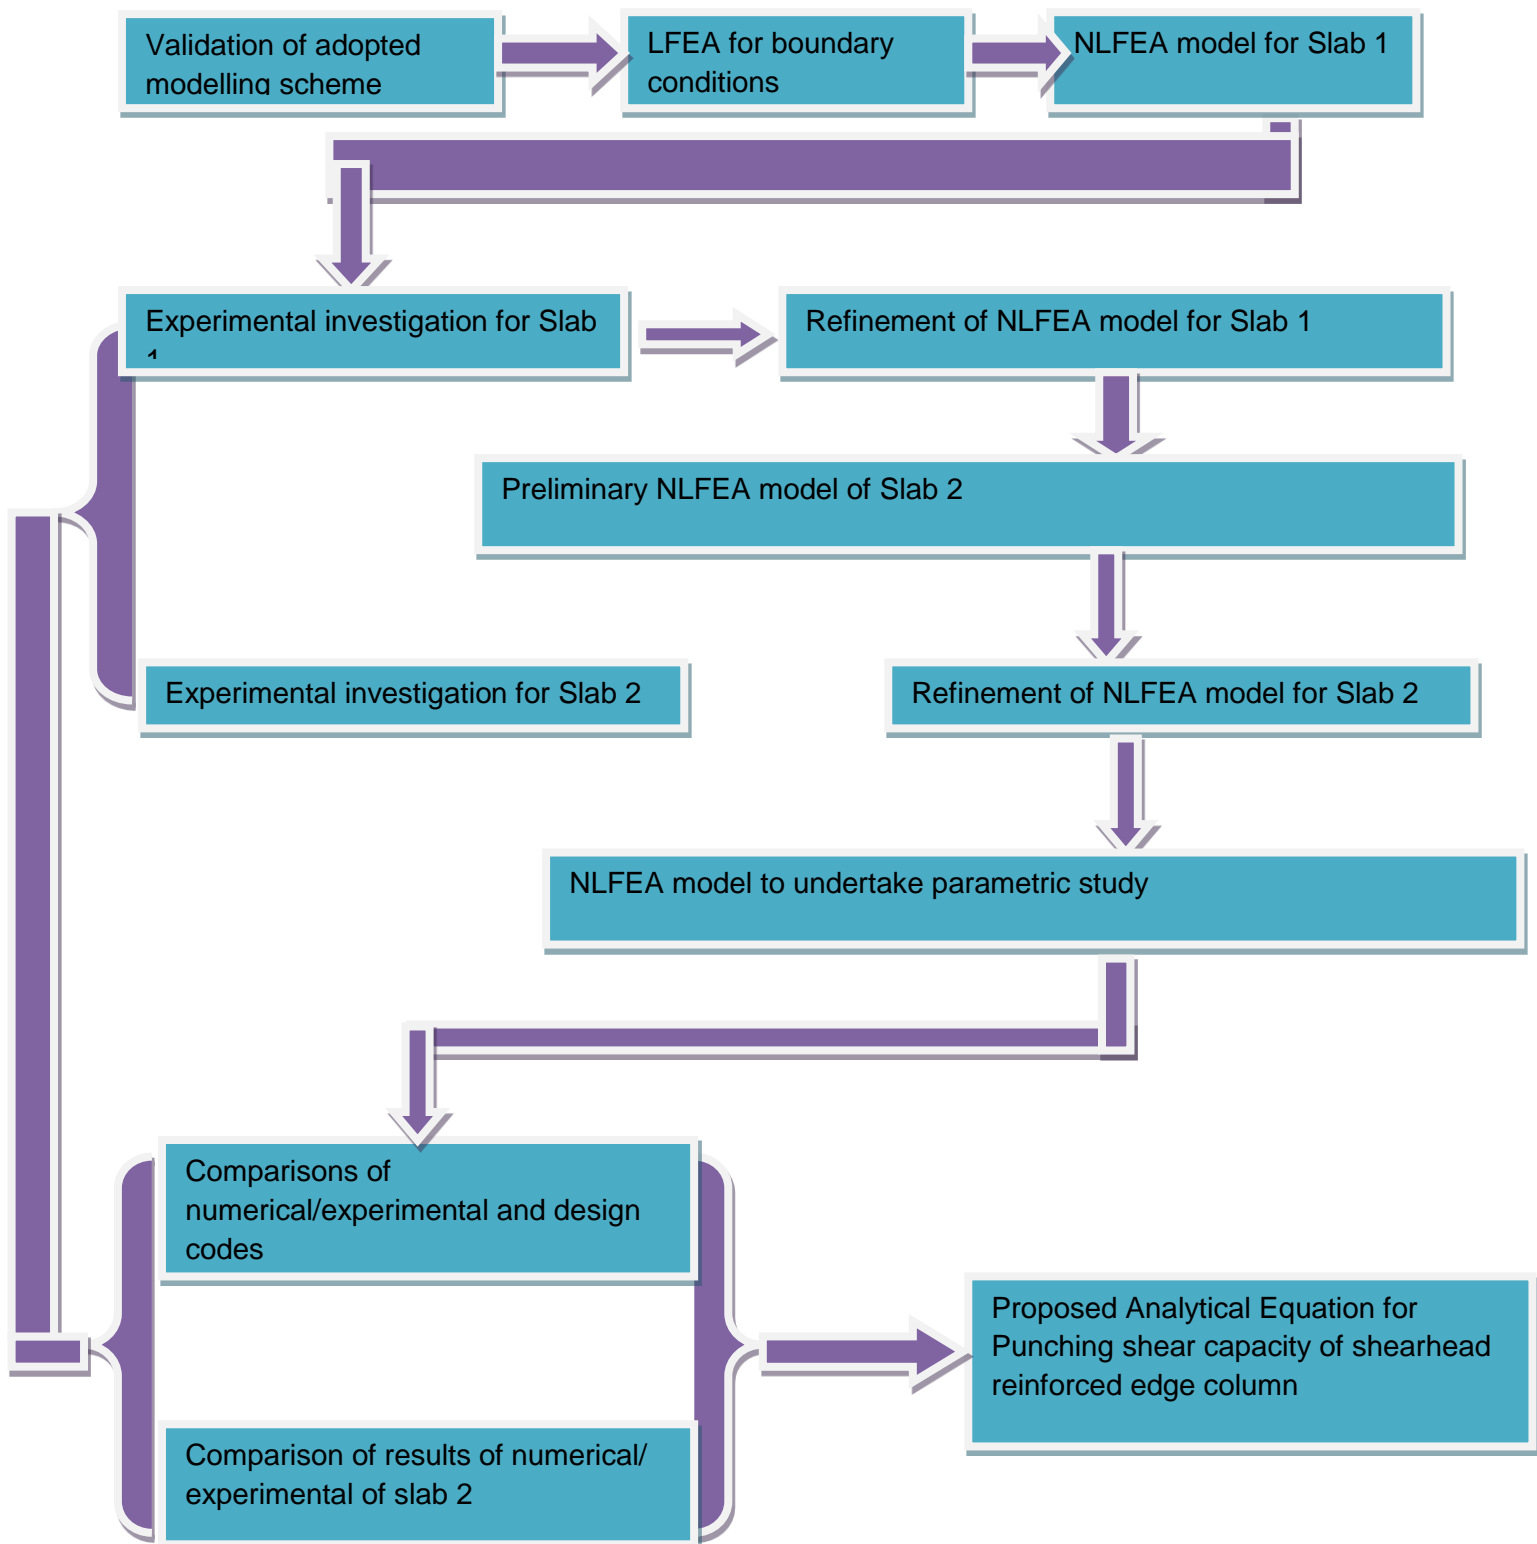 Validation of adopted
modelling scheme
LFEA for boundary
conditions
NLFEA model for Slab 1
Experimental investigation for Slab
1
Refinement of NLFEA model for Slab 1
Preliminary NLFEA model of Slab 2
Experimental investigation for Slab 2
Refinement of NLFEA model for Slab 2
NLFEA model to undertake parametric study
Comparisons of
numerical/experimental and design
codes
Proposed Analytical Equation for
Punching shear capacity of shearhead
reinforced edge column
Comparison of results of numerical/
experimental of slab 2